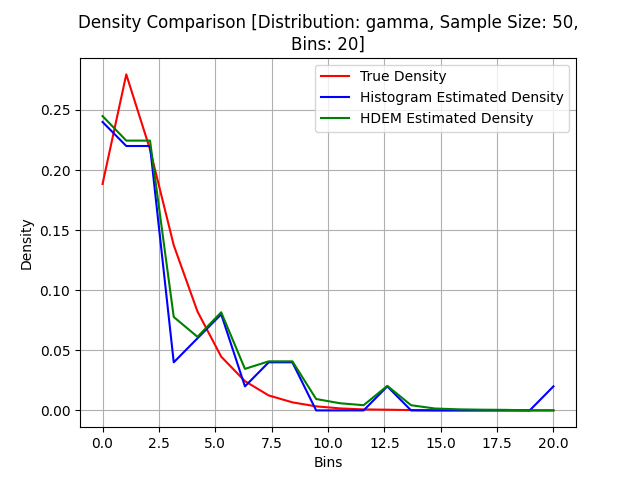 Density Comparison [Distribution: gamma, Sample Size: 50,
Bins: 20]
True Density
Histogram Estimated Density
HDEM Estimated Density
Density
0.25
0.20
0.15
0.10
0.05
0.00
0.0 2.5 5.0 7.5 10.0 12.5 15.0 17.5 20.0
Bins